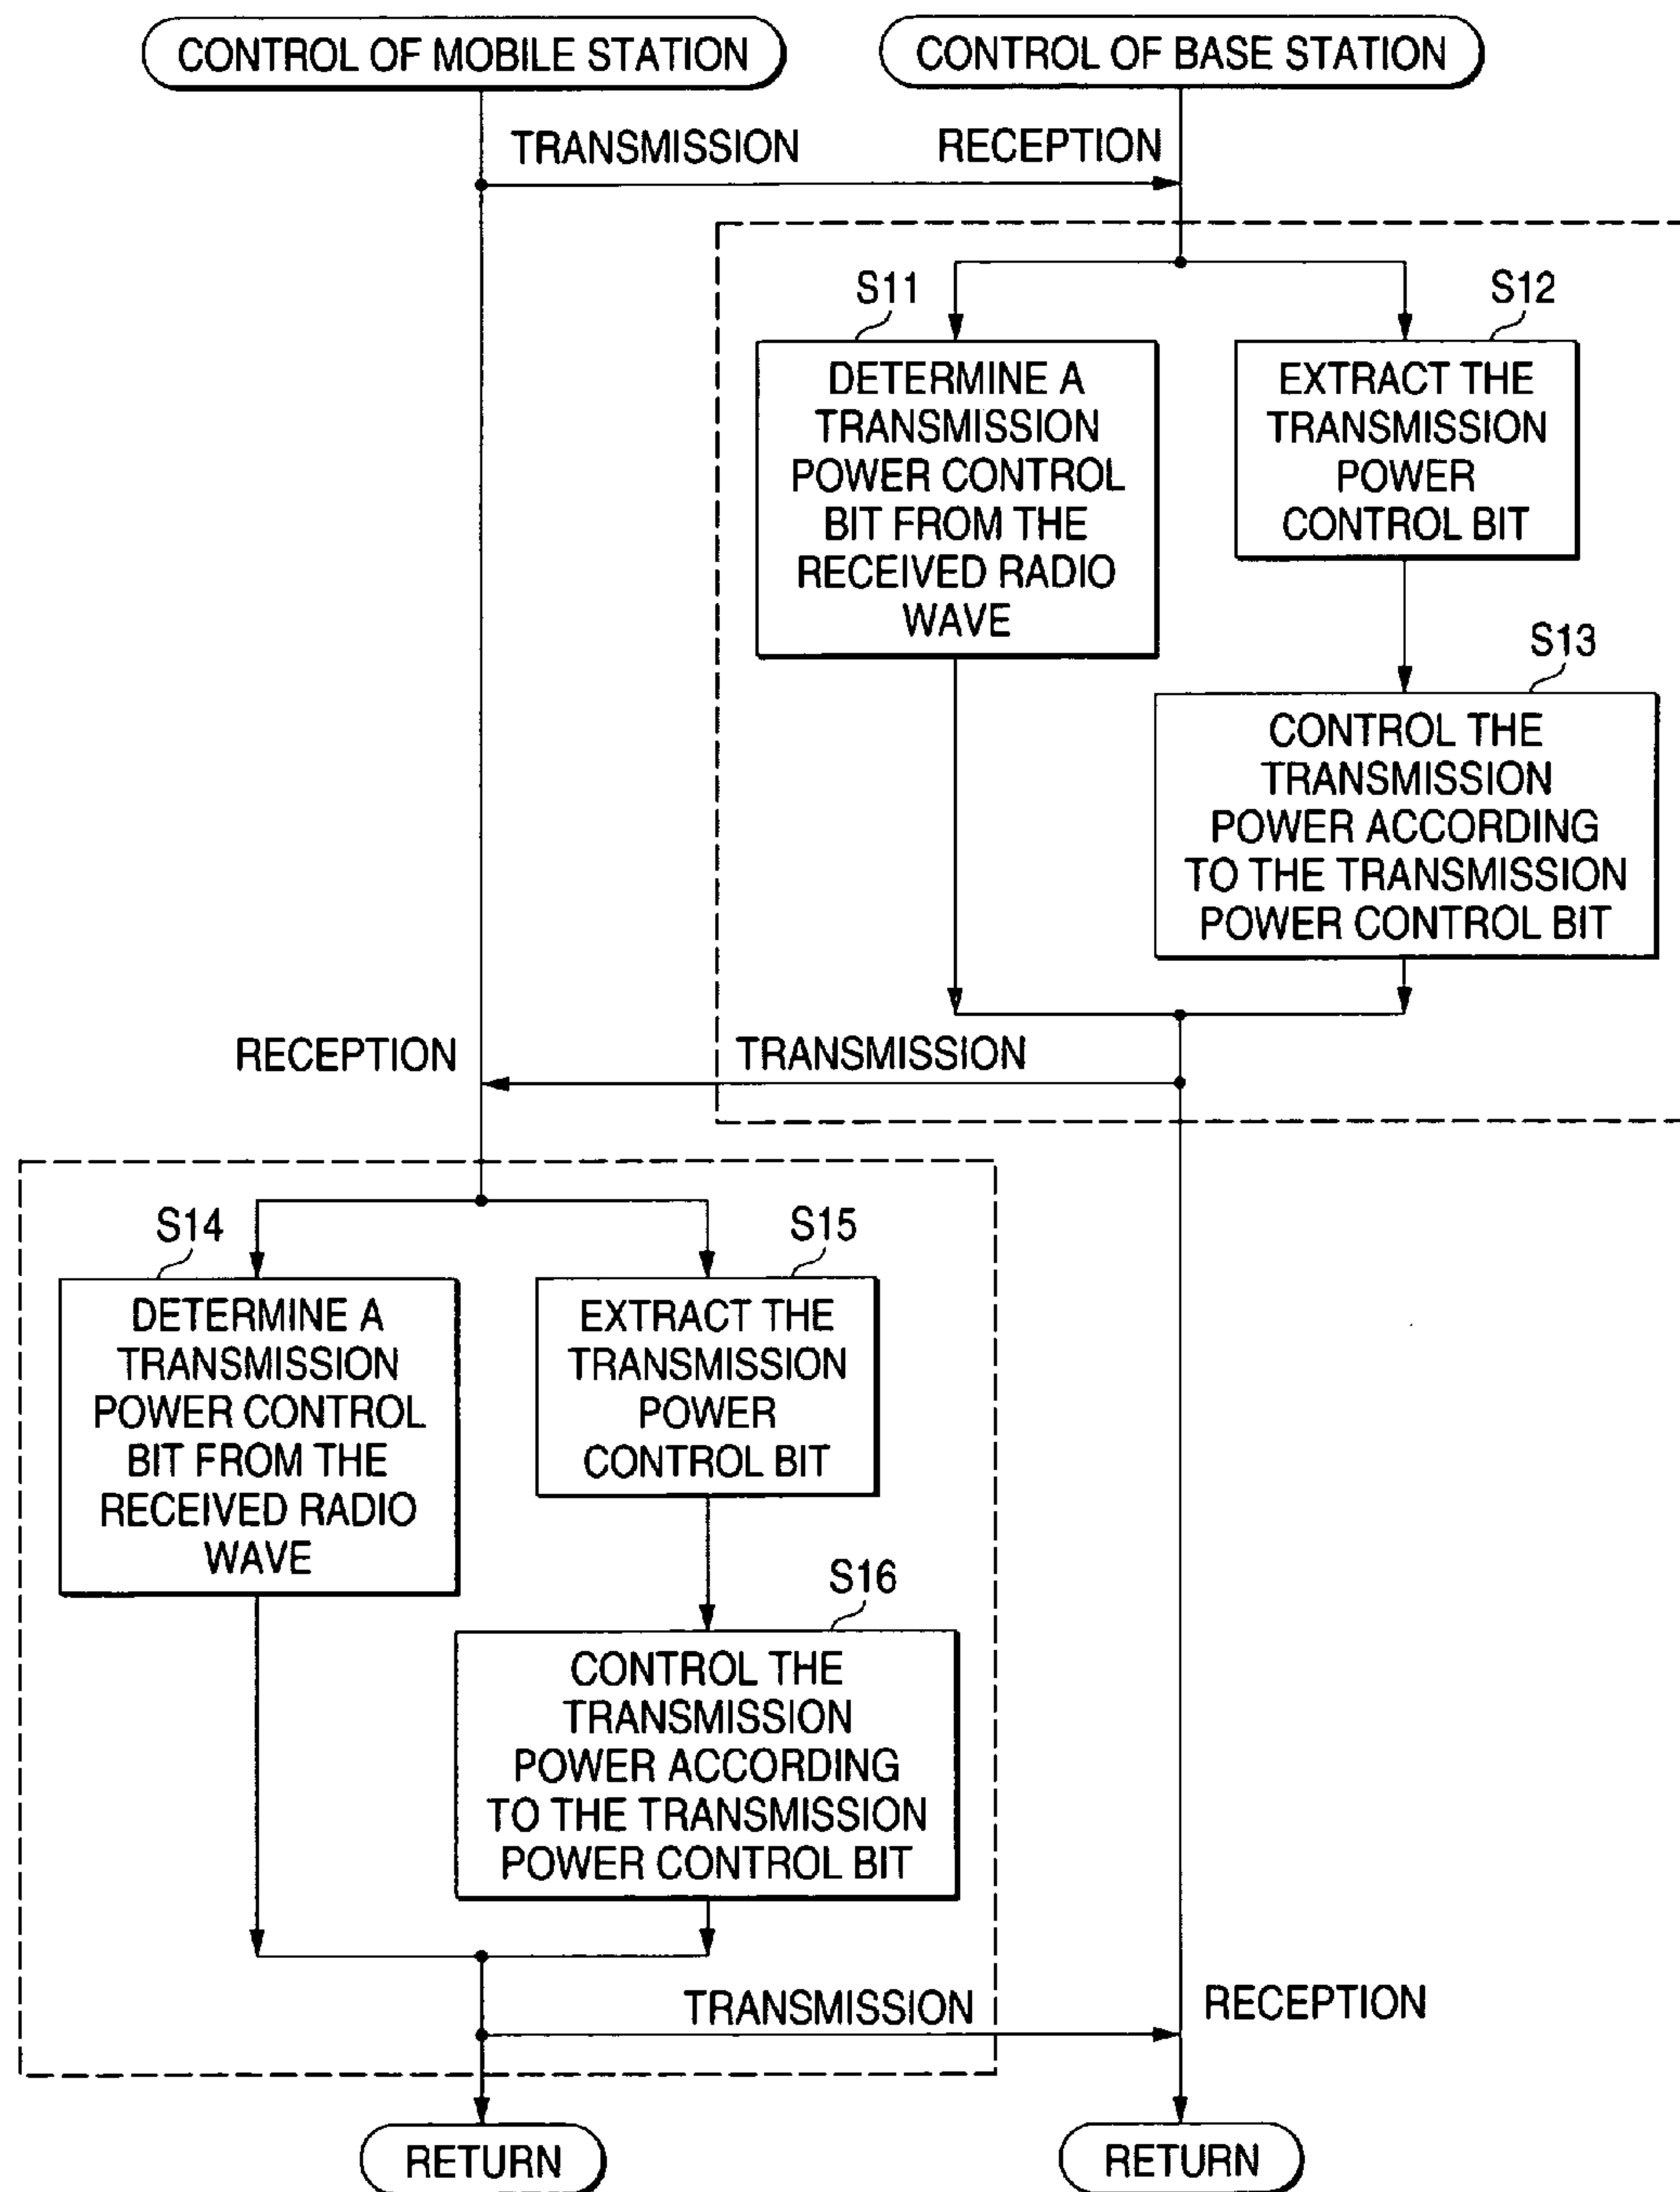 CONTROL OF MOBILE STATION
CONTROL OF BASE STATION
TRANSMISSION
RECEPTION
S11
S12
DETERMINE A
TRANSMISSION
POWER CONTROL
BIT FROM THE
RECEIVED RADIO
WAVE
EXTRACT THE
TRANSMISSION
POWER
CONTROL BIT
S13
CONTROL THE
TRANSMISSION
POWER ACCORDING
TO THE TRANSMISSION
POWER CONTROL BIT
RECEPTION
TRANSMISSION
S14
S15
DETERMINE A
TRANSMISSION
POWER CONTROL
BIT FROM THE
RECEIVED RADIO
WAVE
EXTRACT THE
TRANSMISSION
POWER
CONTROL BIT
S16
CONTROL THE
TRANSMISSION
POWER ACCORDING
TO THE TRANSMISSION
POWER CONTROL BIT
TRANSMISSION
RECEPTION
RETURN
RETURN